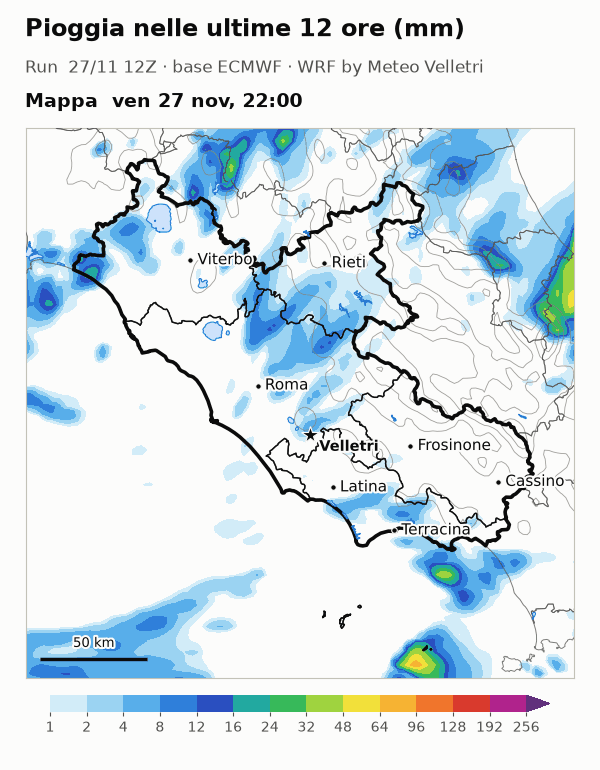 Pioggia nelle ultime 12 ore (mm)
Run  27/11 12Z · base ECMWF · WRF by Meteo Velletri
Mappa  ven 27 nov, 22:00
Viterbo
Rieti
Roma
Velletri
Frosinone
Latina
Cassino
Terracina
50 km
1 2 4 8 12 16 24 32 48 64 96 128 192 256